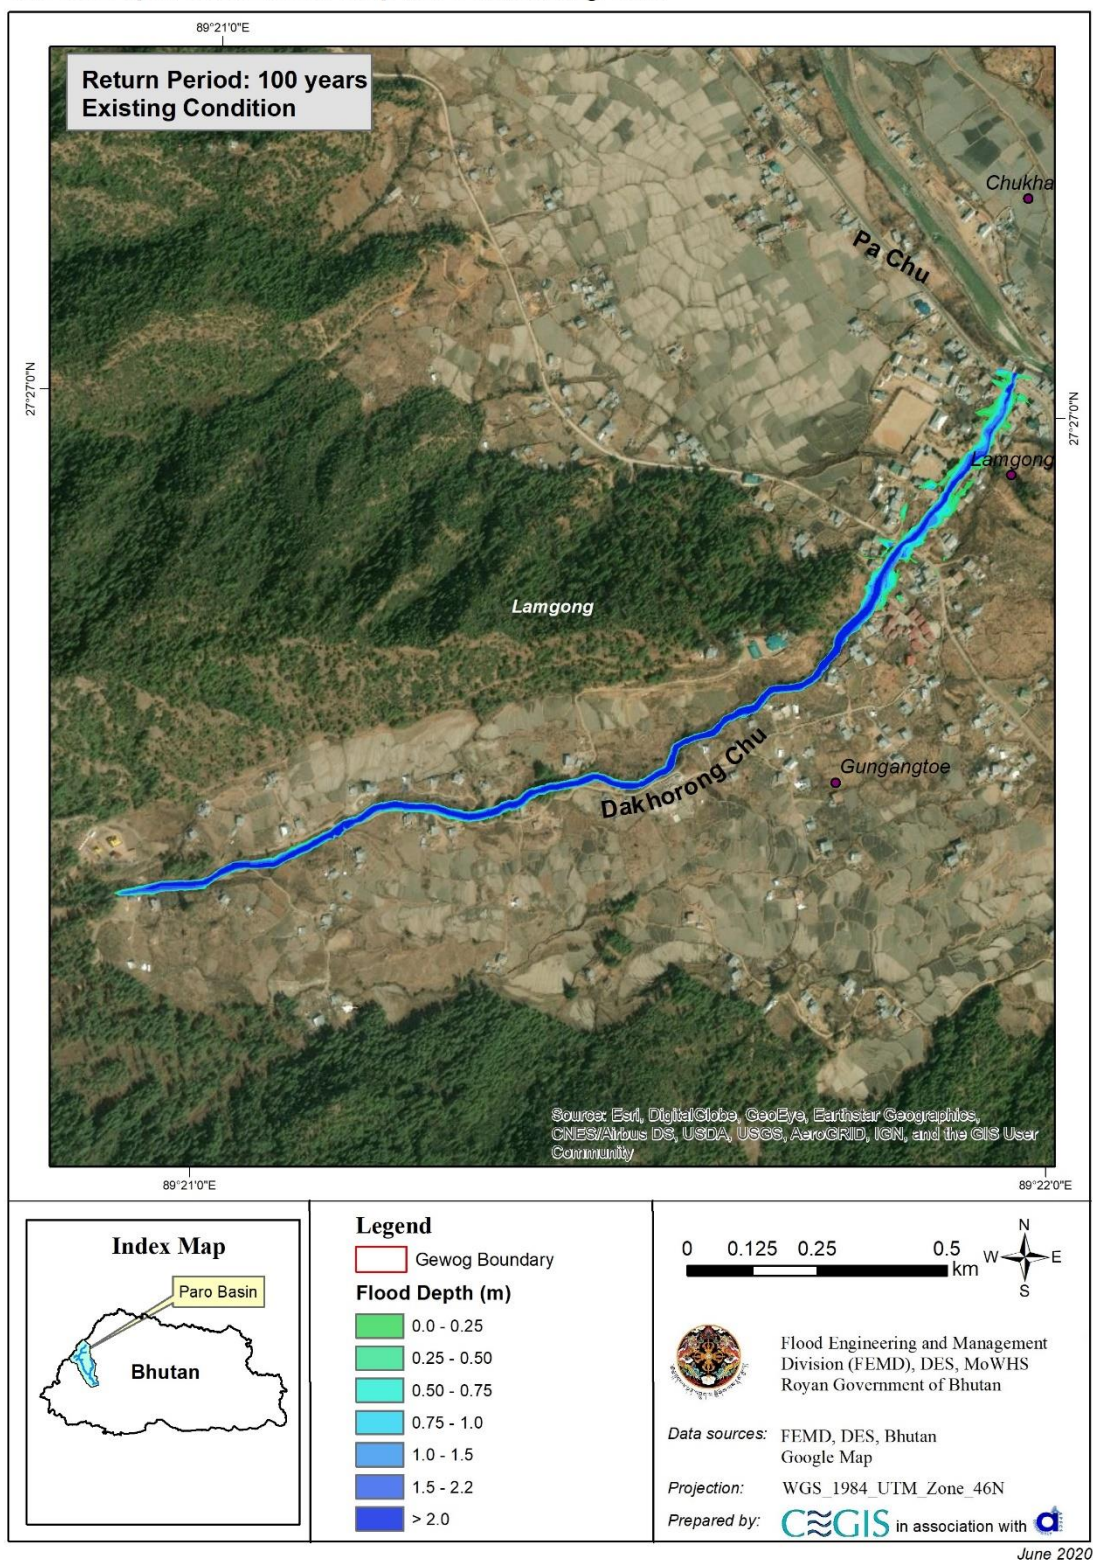 89°21'0"E
Return Period: 100 years
Existing Condition
Chukha
Pa Chu
27°27'0"N
27°27'0"N
Lamgong
Lamgong
Gungangtoe
Dakhorong Chu
Source: Esri, DigitalGlobe, GeoEye, Earthstar Geographics,
CNES/Airbus DS, USDA, USGS, AeroGRID, IGN, and the GIS User
Community
89°21'0"E
89°22'0"E
Index Map
Paro Basin
Bhutan
Legend
Gewog Boundary
Flood Depth (m)
0.0 - 0.25
0.25 - 0.50
0.50 - 0.75
0.75 - 1.0
1.0 - 1.5
1.5 - 2.2
> 2.0
0 0.125 0.25 0.5
km
N
W E
S
Flood Engineering and Management
Division (FEMD), DES, MoWHS
Royan Government of Bhutan
Data sources: FEMD, DES, Bhutan
Google Map
Projection: WGS_1984_UTM_Zone_46N
Prepared by: CEGIS in association with
June 2020